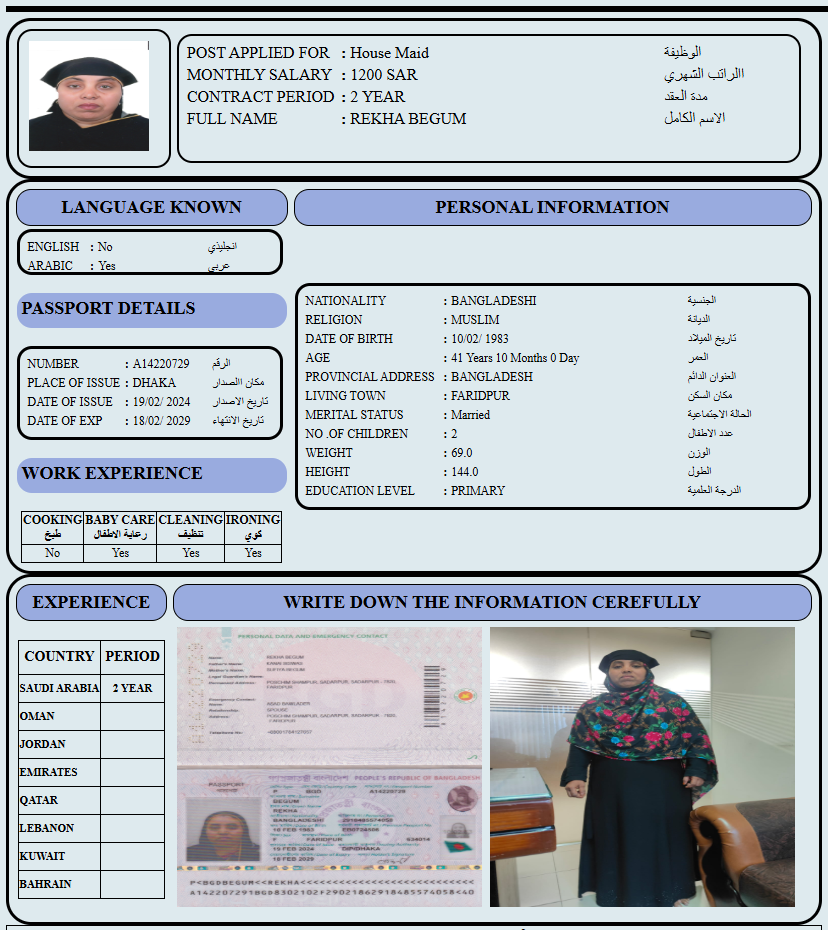 POST APPLIED FOR : House Maid الوظيفة
MONTHLY SALARY : 1200 SAR االراتب الشهري
CONTRACT PERIOD : 2 YEAR مدة العقد
FULL NAME : REKHA BEGUM الاسم الكامل
LANGUAGE KNOWN
ENGLISH : No انجليذي
ARABIC : Yes عربي
PASSPORT DETAILS
NUMBER : A14220729 الرقم
PLACE OF ISSUE : DHAKA مكان الصدار
DATE OF ISSUE : 19/02/ 2024 تاريخ الاصدار
DATE OF EXP : 18/02/ 2029 تاريخ الانتهاء
WORK EXPERIENCE
COOKING BABY CARE CLEANING IRONING
طبخ رعاية الاطفال تنظيف كوي
No Yes Yes Yes
PERSONAL INFORMATION
NATIONALITY : BANGLADESHI الجنسية
RELIGION : MUSLIM الديانة
DATE OF BIRTH : 10/02/ 1983 تاريخ الميلاد
AGE : 41 Years 10 Months 0 Day العمر
PROVINCIAL ADDRESS : BANGLADESH العنوان الدائم
LIVING TOWN : FARIDPUR مكان السكن
MERITAL STATUS : Married الحالة الاجتماعية
NO .OF CHILDREN : 2 عدد الاطفال
WEIGHT : 69.0 الوزن
HEIGHT : 144.0 الطول
EDUCATION LEVEL : PRIMARY الدرجة العلمية
EXPERIENCE
COUNTRY PERIOD
SAUDI ARABIA 2 YEAR
OMAN
JORDAN
EMIRATES
QATAR
LEBANON
KUWAIT
BAHRAIN
WRITE DOWN THE INFORMATION CEREFULLY
PERSONAL DATA AND EMERGENCY CONTACT
REKHA BEGUM
FARIDPUR
SPOUSE
PASSPORT
PEOPLE'S REPUBLIC OF BANGLADESH
P BGD A14220729
BEGUM
REKHA
BANGLADESHI
10 FEB 1983
F FARIDPUR
19 FEB 2024 DIP/DHAKA
18 FEB 2029